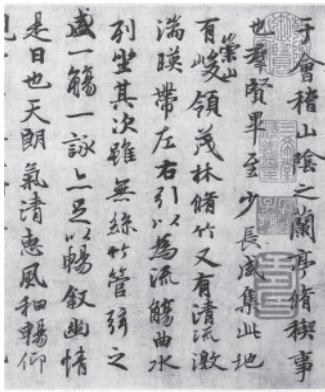 于會稽山陰之蘭亭脩稧事
也羣賢畢至少長咸集此地
有崇山峻領茂林脩竹又有清流激
湍暎帶左右引以為流觴曲水
列坐其次雖無絲竹管弦之
盛一觴一詠亦足以暢敘幽情
是日也天朗氣清惠風和暢仰